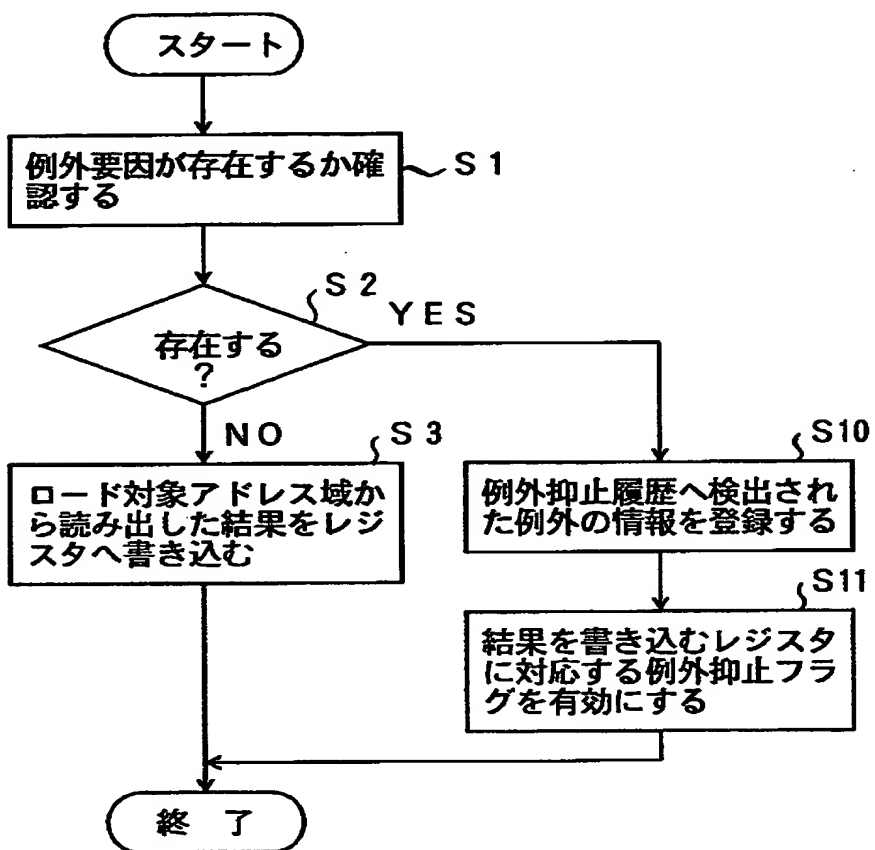 スタート
例外要因が存在するか確
認する
S1
S2
YES
存在する
?
NO
S3
ロード対象アドレス域か
ら読み出した結果をレジ
スタへ書き込む
S10
例外抑止履歴へ検出され
た例外の情報を登録する
S11
結果を書き込むレジスタ
に対応する例外抑止フラ
グを有効にする
終了